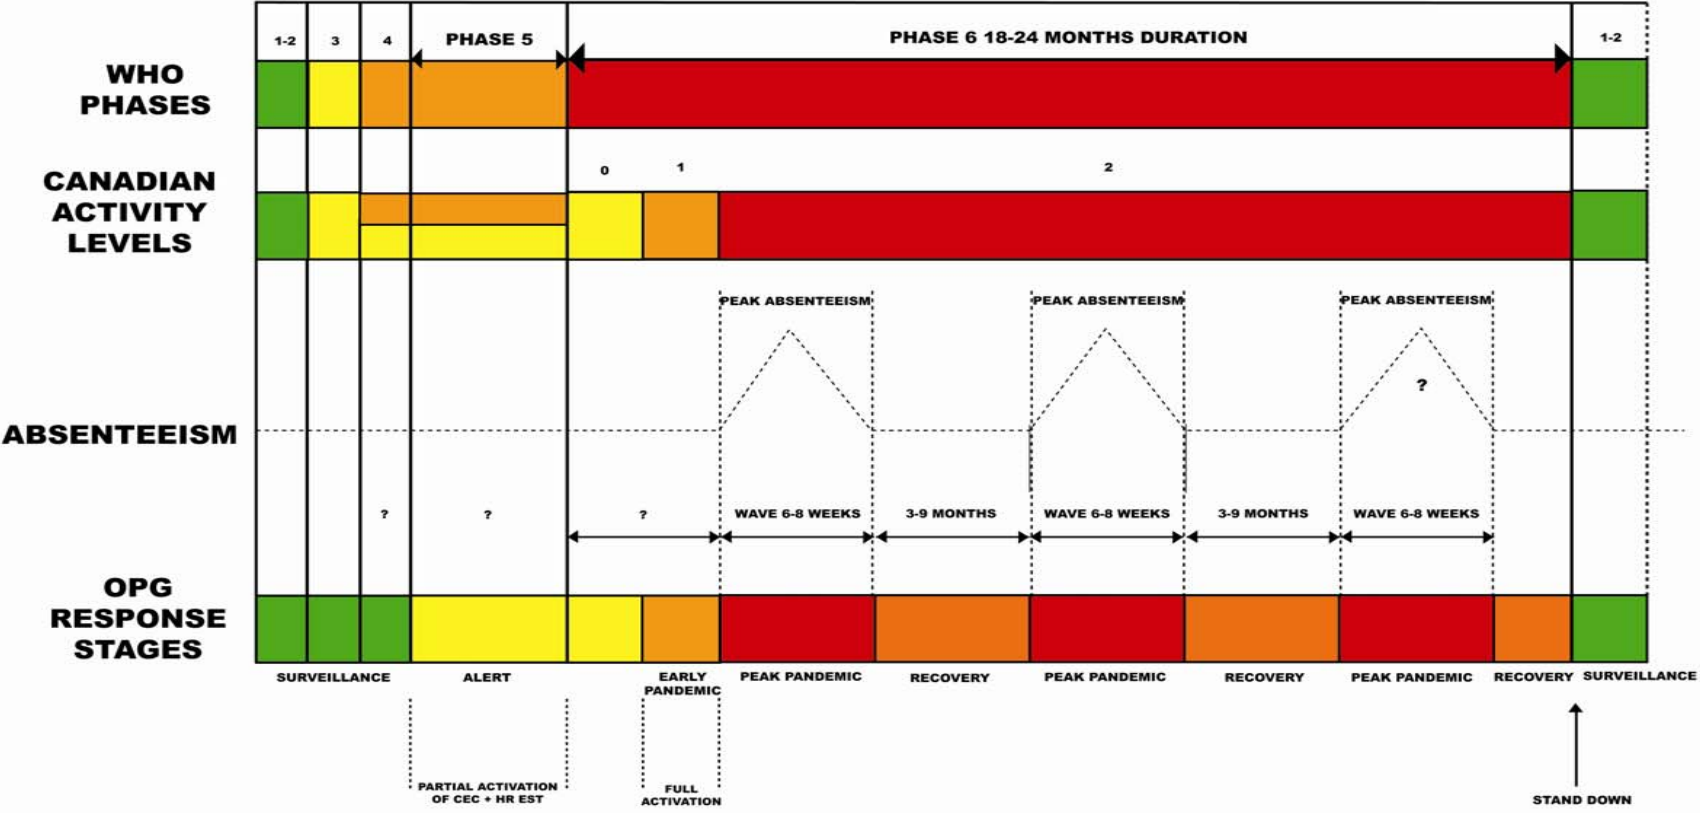 1-2 3 4 PHASE 5 PHASE 6 18-24 MONTHS DURATION 1-2
WHO
PHASES
0 1 2
CANADIAN
ACTIVITY
LEVELS
PEAK ABSENTEEISM PEAK ABSENTEEISM PEAK ABSENTEEISM
?
ABSENTEEISM
? ? ? WAVE 6-8 WEEKS 3-9 MONTHS WAVE 6-8 WEEKS 3-9 MONTHS WAVE 6-8 WEEKS
OPG
RESPONSE
STAGES
SURVEILLANCE ALERT EARLY PEAK PANDEMIC RECOVERY PEAK PANDEMIC RECOVERY PEAK PANDEMIC RECOVERY SURVEILLANCE
PANDEMIC
PARTIAL ACTIVATION
OF CEC + HR EST
FULL
ACTIVATION
STAND DOWN